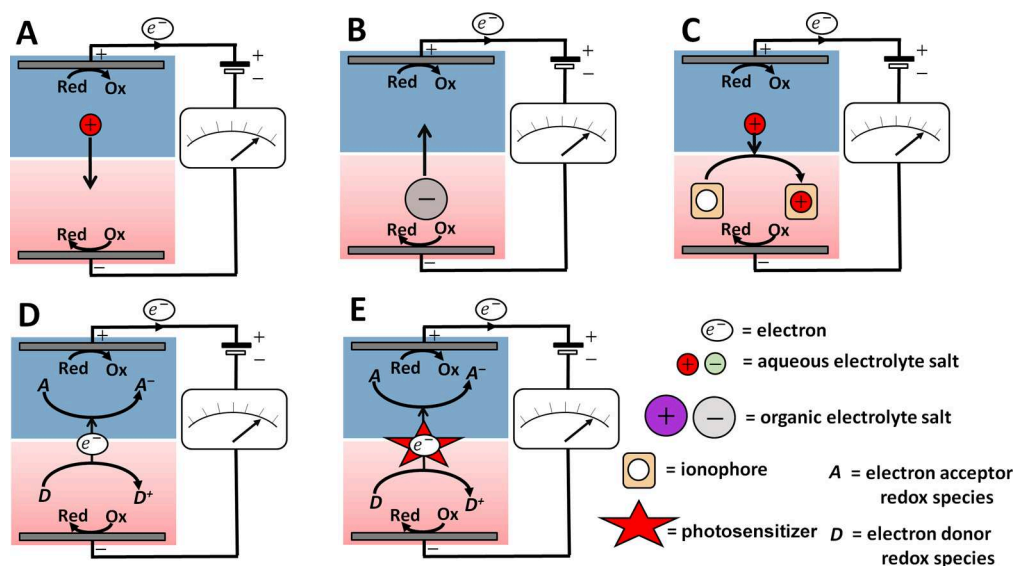 A
e⁻
+
+
−
Red
Ox
+
Red
Ox
−
B
e⁻
+
+
−
Red
Ox
−
Red
Ox
−
C
e⁻
+
+
−
Red
Ox
+
+
Red
Ox
−
D
e⁻
+
+
−
Red
Ox
A
A⁻
e⁻
D
D⁺
Red
Ox
−
E
e⁻
+
+
−
Red
Ox
A
A⁻
e⁻
D
D⁺
Red
Ox
−
e⁻ = electron
+ − = aqueous electrolyte salt
+ − = organic electrolyte salt
= ionophore
= photosensitizer
A = electron acceptor
redox species
D = electron donor
redox species